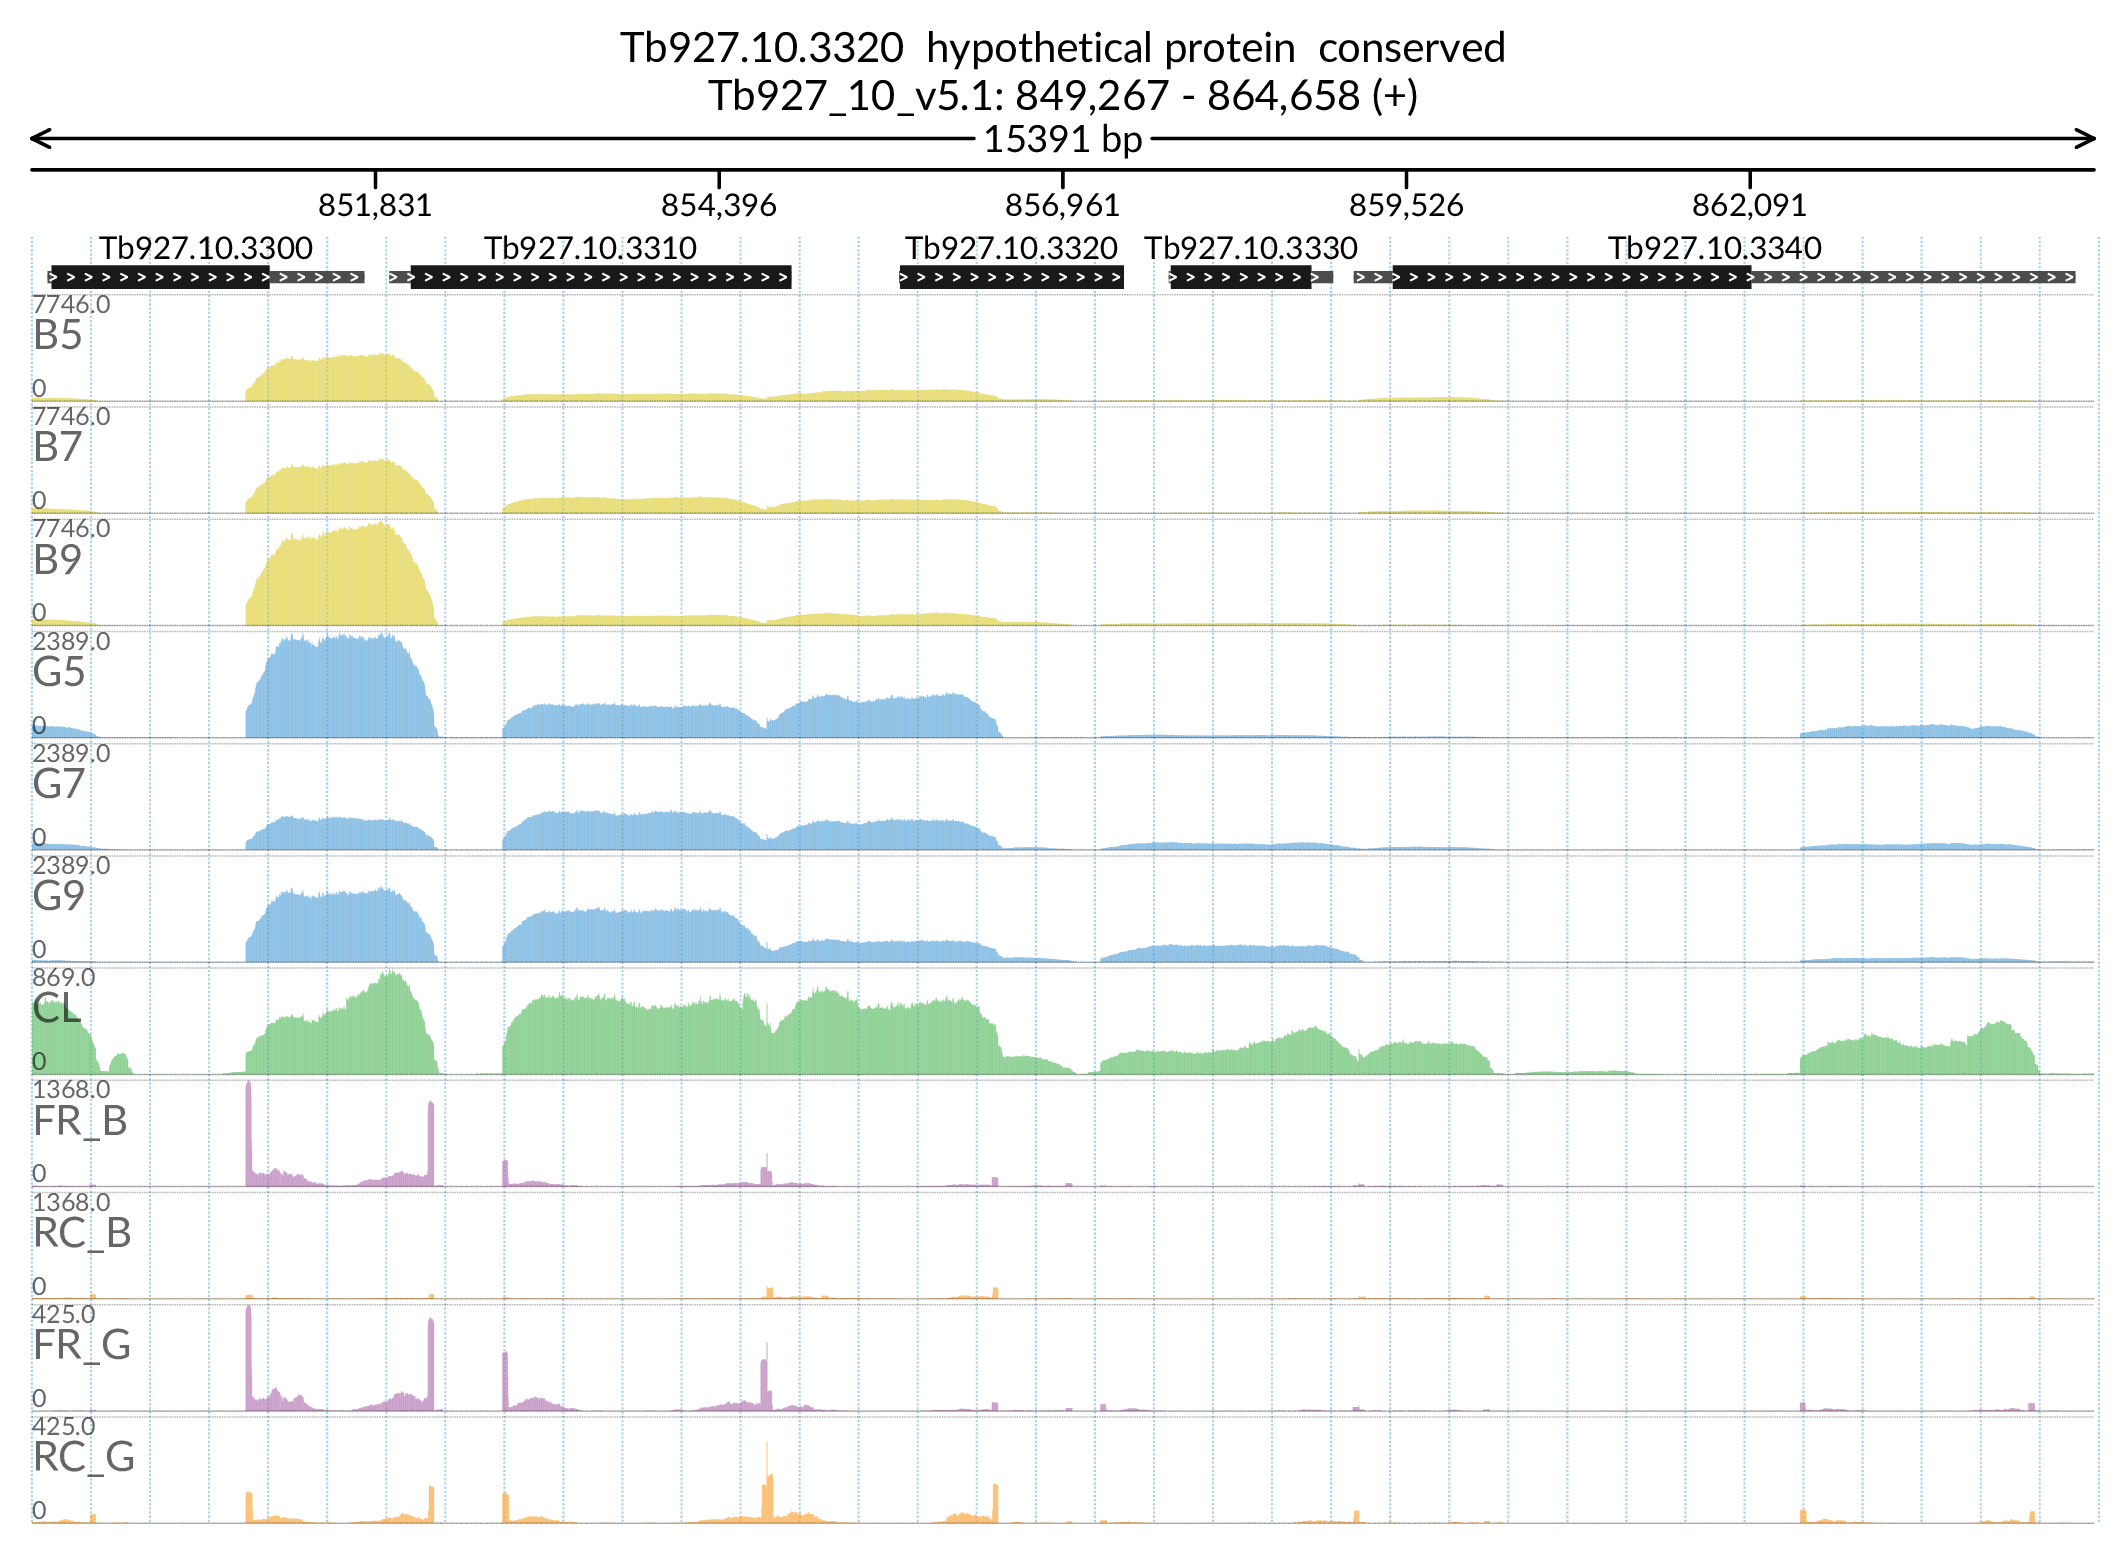 Tb927.10.3320 hypothetical protein conserved
Tb927_10_v5.1: 849,267 - 864,658 (+)
15391 bp
851,831 854,396 856,961 859,526 862,091
Tb927.10.3300 Tb927.10.3310 Tb927.10.3320 Tb927.10.3330 Tb927.10.3340
7746.0
B5
0
7746.0
B7
0
7746.0
B9
0
2389.0
G5
0
2389.0
G7
0
2389.0
G9
0
869.0
CL
0
1368.0
FR_B
0
1368.0
RC_B
0
425.0
FR_G
0
425.0
RC_G
0